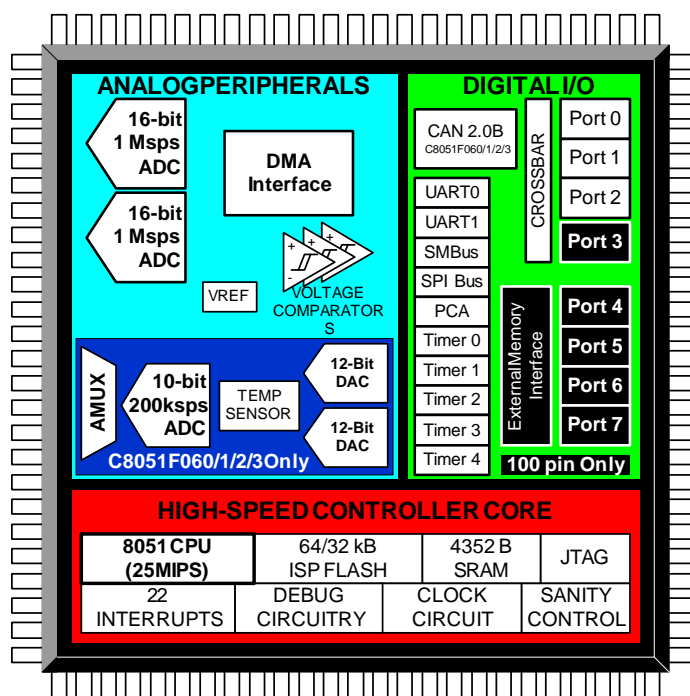 ANALOGPERIPHERALS
16-bit
1 Msps
ADC
16-bit
1 Msps
ADC
DMA
Interface
+
-
+
+
VREF
VOLTAGE
COMPARATOR
S
AMUX
10-bit
200ksps
ADC
TEMP
SENSOR
12-Bit
DAC
12-Bit
DAC
C8051F060/1/2/3Only
DIGITAL I/O
CAN 2.0B
C8051F060/1/2/3
UART0
UART1
SMBus
SPI Bus
PCA
Timer 0
Timer 1
Timer 2
Timer 3
Timer 4
CROSSBAR
Port 0
Port 1
Port 2
Port 3
ExternalMemory
Interface
Port 4
Port 5
Port 6
Port 7
100 pin Only
HIGH-SPEED CONTROLLER CORE
8051 CPU
(25MIPS)
64/32 kB
ISP FLASH
4352 B
SRAM
JTAG
22
INTERRUPTS
DEBUG
CIRCUITRY
CLOCK
CIRCUIT
SANITY
CONTROL